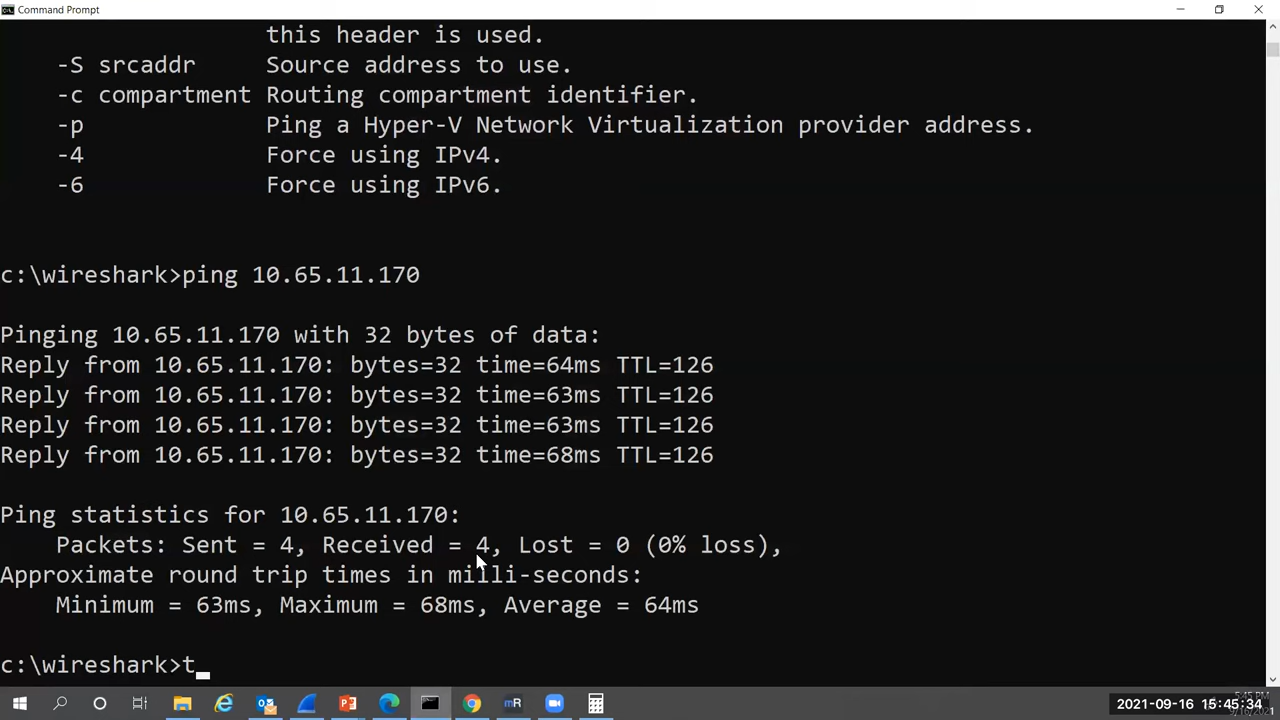 Command Prompt
this header is used.
-S srcaddr Source address to use.
-c compartment Routing compartment identifier.
-p Ping a Hyper-V Network Virtualization provider address.
-4 Force using IPv4.
-6 Force using IPv6.
c:\wireshark>ping 10.65.11.170
Pinging 10.65.11.170 with 32 bytes of data:
Reply from 10.65.11.170: bytes=32 time=64ms TTL=126
Reply from 10.65.11.170: bytes=32 time=63ms TTL=126
Reply from 10.65.11.170: bytes=32 time=63ms TTL=126
Reply from 10.65.11.170: bytes=32 time=68ms TTL=126
Ping statistics for 10.65.11.170:
Packets: Sent = 4, Received = 4, Lost = 0 (0% loss),
Approximate round trip times in milli-seconds:
Minimum = 63ms, Maximum = 68ms, Average = 64ms
c:\wireshark>t_
mR
5:45 PM
2021-09-16 15:45:34